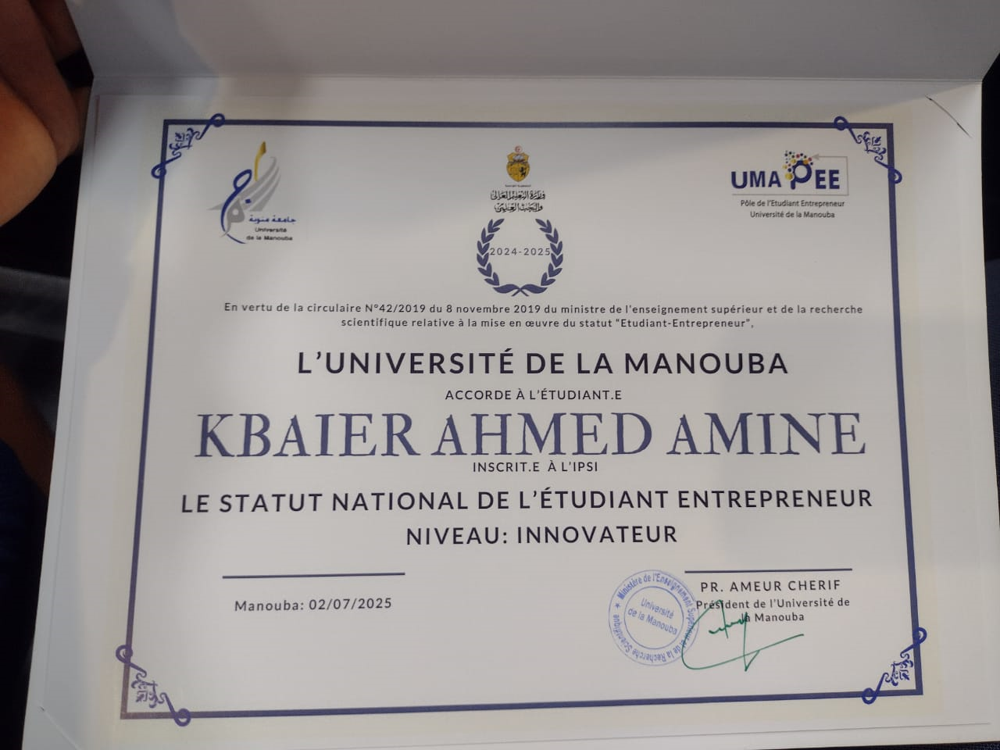 جامعة منوبة
Université
de la Manouba
وزارة التعليم العالي
والبحث العلمي
UMA PEE
Pôle de l'Etudiant Entrepreneur
Université de la Manouba
2024-2025
En vertu de la circulaire N°42/2019 du 8 novembre 2019 du ministre de l'enseignement supérieur et de la recherche
scientifique relative à la mise en œuvre du statut “Etudiant-Entrepreneur”,
L’UNIVERSITÉ DE LA MANOUBA
ACCORDE À L’ÉTUDIANT.E
KBAIER AHMED AMINE
INSCRIT.E À L’IPSI
LE STATUT NATIONAL DE L’ÉTUDIANT ENTREPRENEUR
NIVEAU: INNOVATEUR
Manouba: 02/07/2025
PR. AMEUR CHERIF
Président de l’Université de
la Manouba
Ministère de l'Enseignement Supérieur et de la Recherche Scientifique
Université
de la Manouba